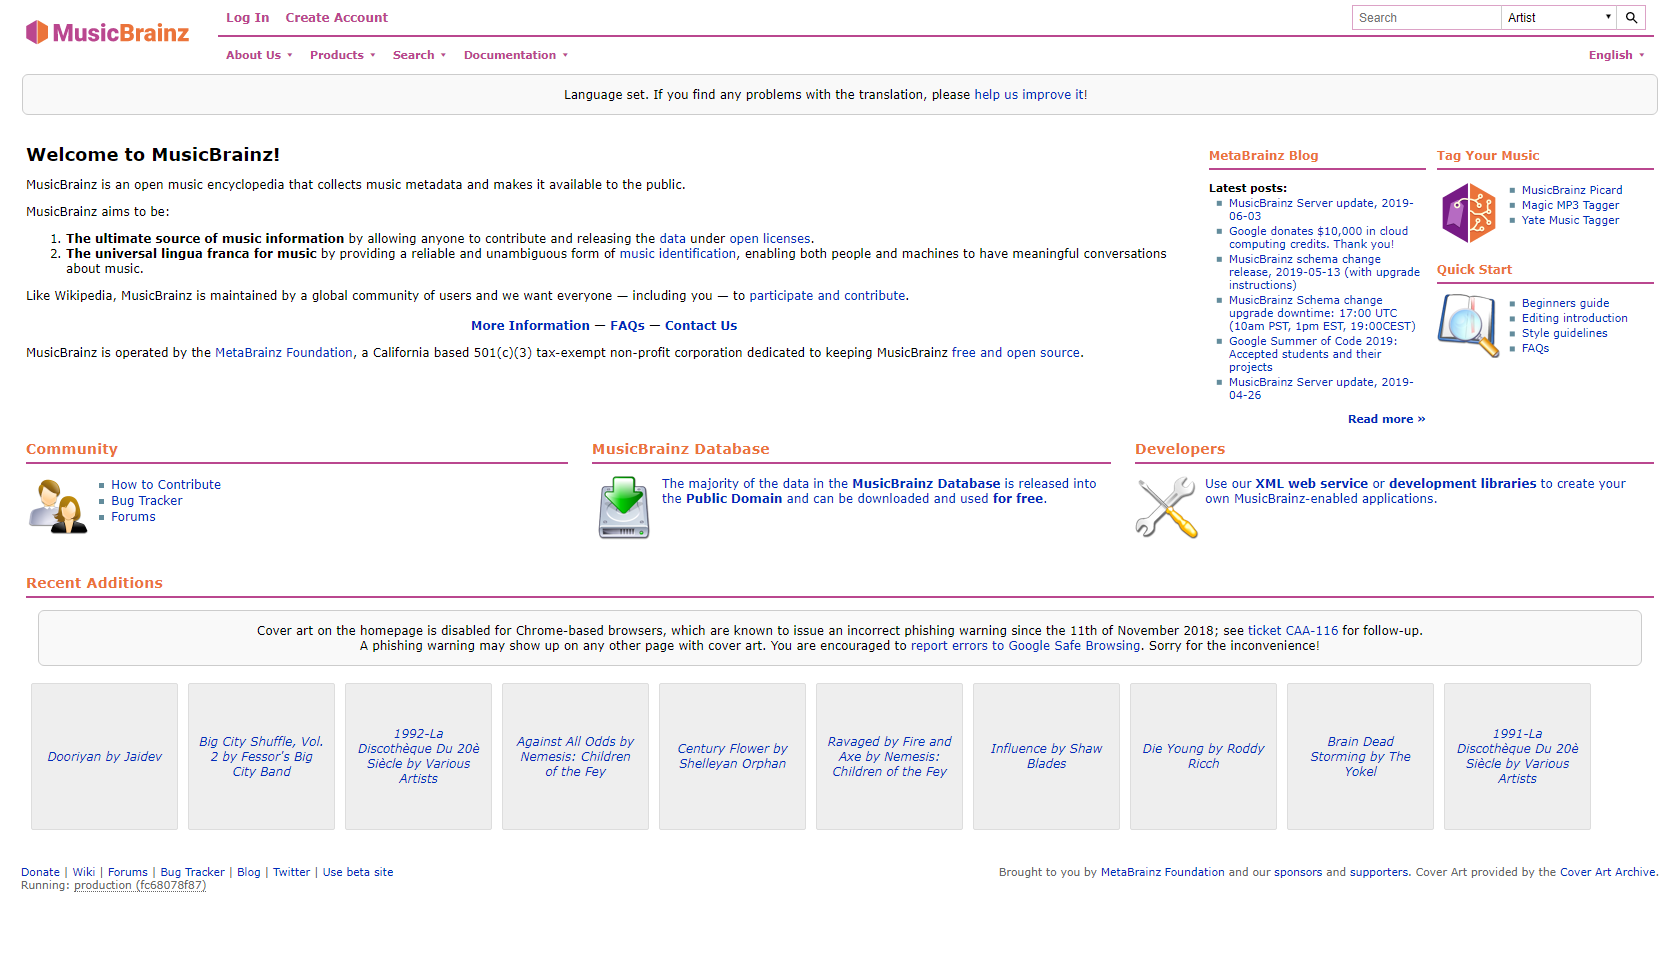 MusicBrainz
Log In Create Account
Search Artist
About Us Products Search Documentation English
Language set. If you find any problems with the translation, please help us improve it!
Welcome to MusicBrainz!
MusicBrainz is an open music encyclopedia that collects music metadata and makes it available to the public.
MusicBrainz aims to be:
1. The ultimate source of music information by allowing anyone to contribute and releasing the data under open licenses.
2. The universal lingua franca for music by providing a reliable and unambiguous form of music identification, enabling both people and machines to have meaningful conversations
about music.
Like Wikipedia, MusicBrainz is maintained by a global community of users and we want everyone — including you — to participate and contribute.
More Information — FAQs — Contact Us
MusicBrainz is operated by the MetaBrainz Foundation, a California based 501(c)(3) tax-exempt non-profit corporation dedicated to keeping MusicBrainz free and open source.
MetaBrainz Blog
Latest posts:
MusicBrainz Server update, 2019-
06-03
Google donates $10,000 in cloud
computing credits. Thank you!
MusicBrainz schema change
release, 2019-05-13 (with upgrade
instructions)
MusicBrainz Schema change
upgrade downtime: 17:00 UTC
(10am PST, 1pm EST, 19:00CEST)
Google Summer of Code 2019:
Accepted students and their
projects
MusicBrainz Server update, 2019-
04-26
Read more »
Tag Your Music
MusicBrainz Picard
Magic MP3 Tagger
Yate Music Tagger
Quick Start
Beginners guide
Editing introduction
Style guidelines
FAQs
Community
How to Contribute
Bug Tracker
Forums
MusicBrainz Database
The majority of the data in the MusicBrainz Database is released into
the Public Domain and can be downloaded and used for free.
Developers
Use our XML web service or development libraries to create your
own MusicBrainz-enabled applications.
Recent Additions
Cover art on the homepage is disabled for Chrome-based browsers, which are known to issue an incorrect phishing warning since the 11th of November 2018; see ticket CAA-116 for follow-up.
A phishing warning may show up on any other page with cover art. You are encouraged to report errors to Google Safe Browsing. Sorry for the inconvenience!
Dooriyan by Jaidev
Big City Shuffle, Vol.
2 by Fessor's Big
City Band
1992-La
Discothèque Du 20è
Siècle by Various
Artists
Against All Odds by
Nemesis: Children
of the Fey
Century Flower by
Shelleyan Orphan
Ravaged by Fire and
Axe by Nemesis:
Children of the Fey
Influence by Shaw
Blades
Die Young by Roddy
Ricch
Brain Dead
Storming by The
Yokel
1991-La
Discothèque Du 20è
Siècle by Various
Artists
Donate | Wiki | Forums | Bug Tracker | Blog | Twitter | Use beta site
Running: production (fc68078f87)
Brought to you by MetaBrainz Foundation and our sponsors and supporters. Cover Art provided by the Cover Art Archive.